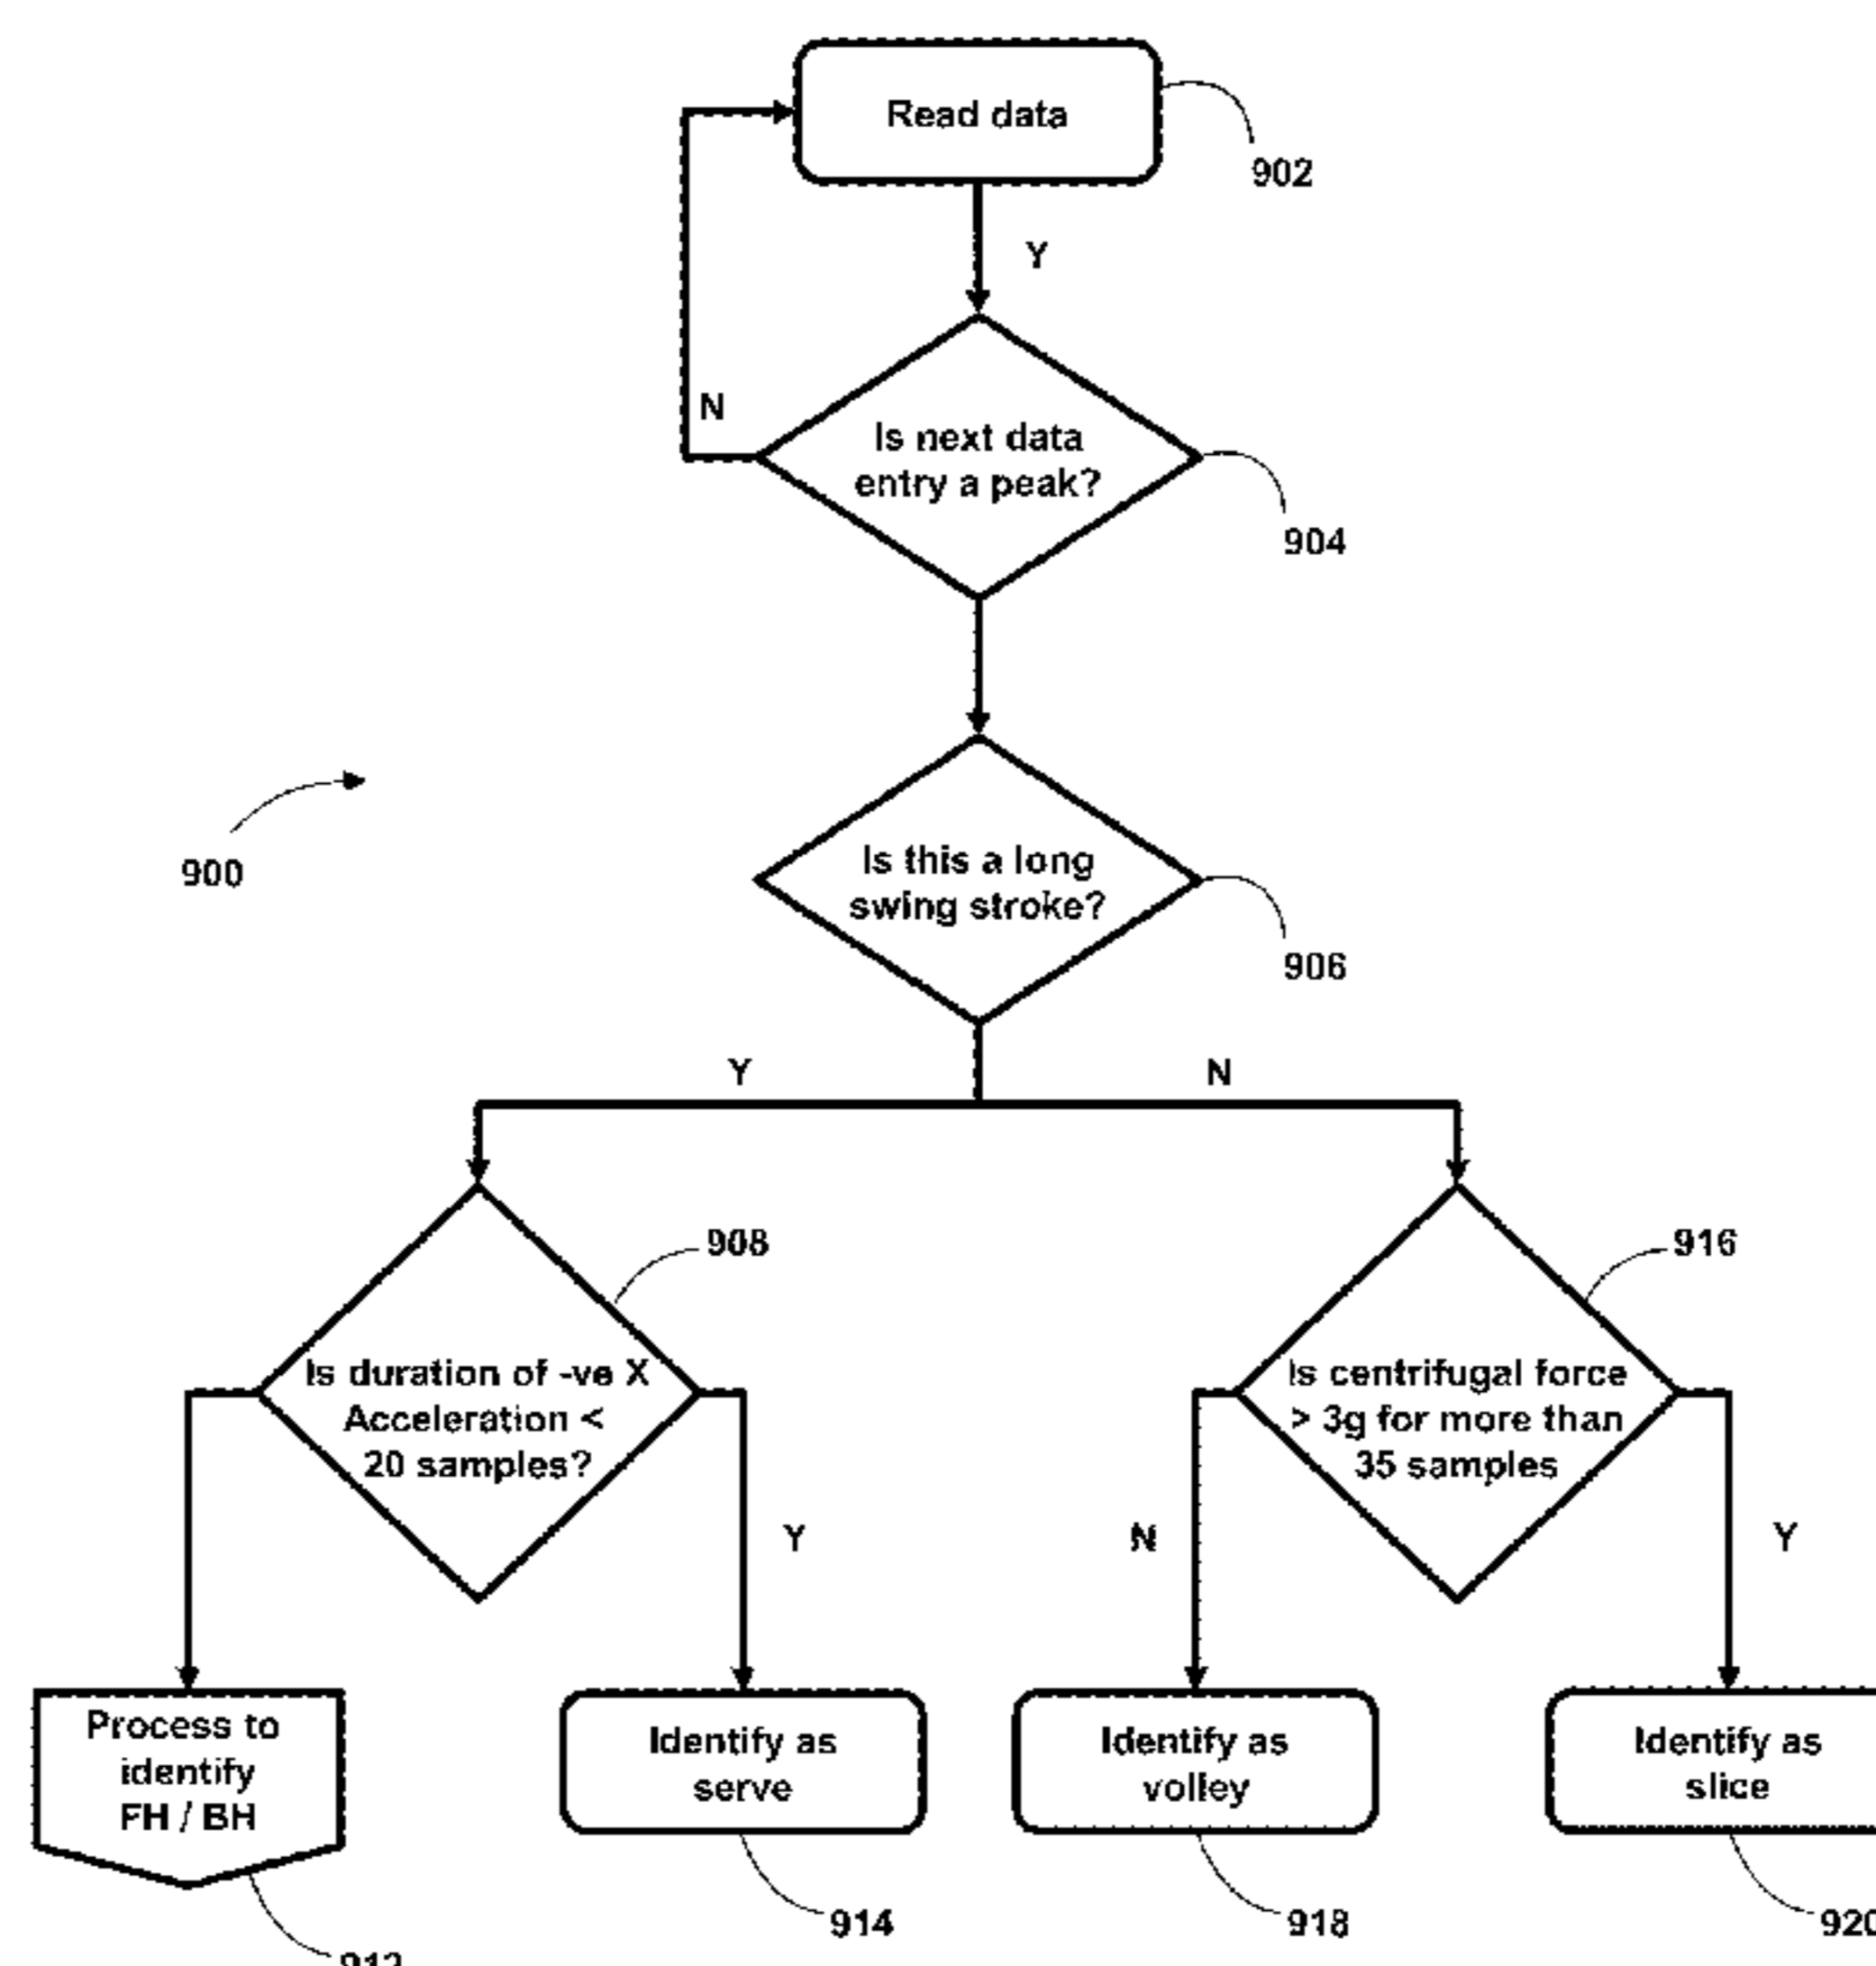 Read data
902
Y
N
Is next data
entry a peak?
904
900
Is this a long
swing stroke?
906
Y
N
908
916
Is duration of -ve X
Acceleration <
20 samples?
Is centrifugal force
> 3g for more than
35 samples
Y
N
Y
Process to
identify
FH / BH
Identify as
serve
Identify as
volley
Identify as
slice
914
918
920